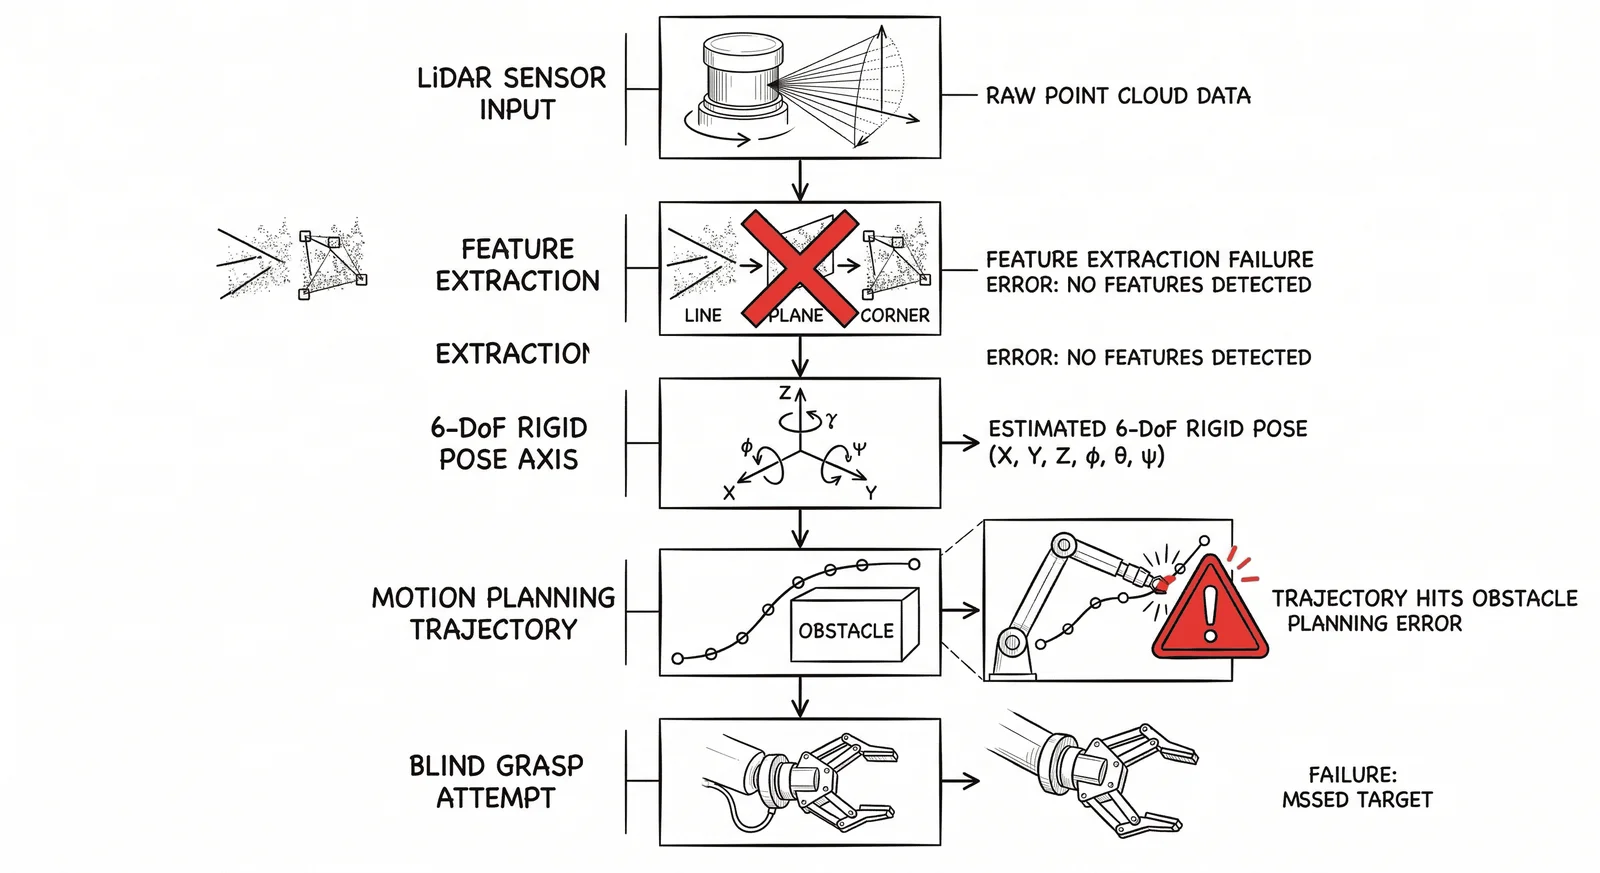 LiDAR SENSOR
INPUT
RAW POINT CLOUD DATA
FEATURE
EXTRACTION
LINE
PLANE
CORNER
FEATURE EXTRACTION FAILURE
ERROR: NO FEATURES DETECTED
EXTRACTION
ERROR: NO FEATURES DETECTED
6-DoF RIGID
POSE AXIS
Z
γ
ϕ
ψ
X
Y
ESTIMATED 6-DoF RIGID POSE
(X, Y, Z, ϕ, θ, ψ)
MOTION PLANNING
TRAJECTORY
OBSTACLE
!
TRAJECTORY HITS OBSTACLE
PLANNING ERROR
BLIND GRASP
ATTEMPT
FAILURE:
MSSED TARGET